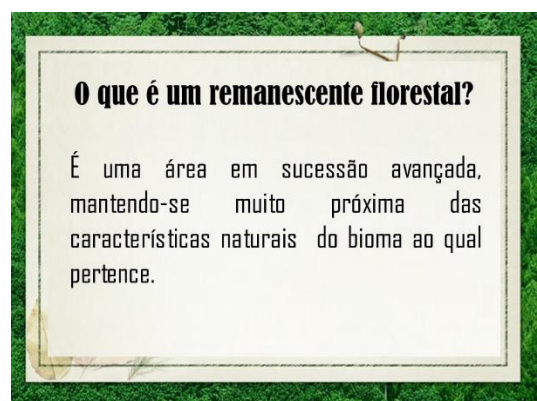 O que é um remanescente florestal?
É uma área em sucessão avançada,
mantendo-se muito próxima das
características naturais do bioma ao qual
pertence.